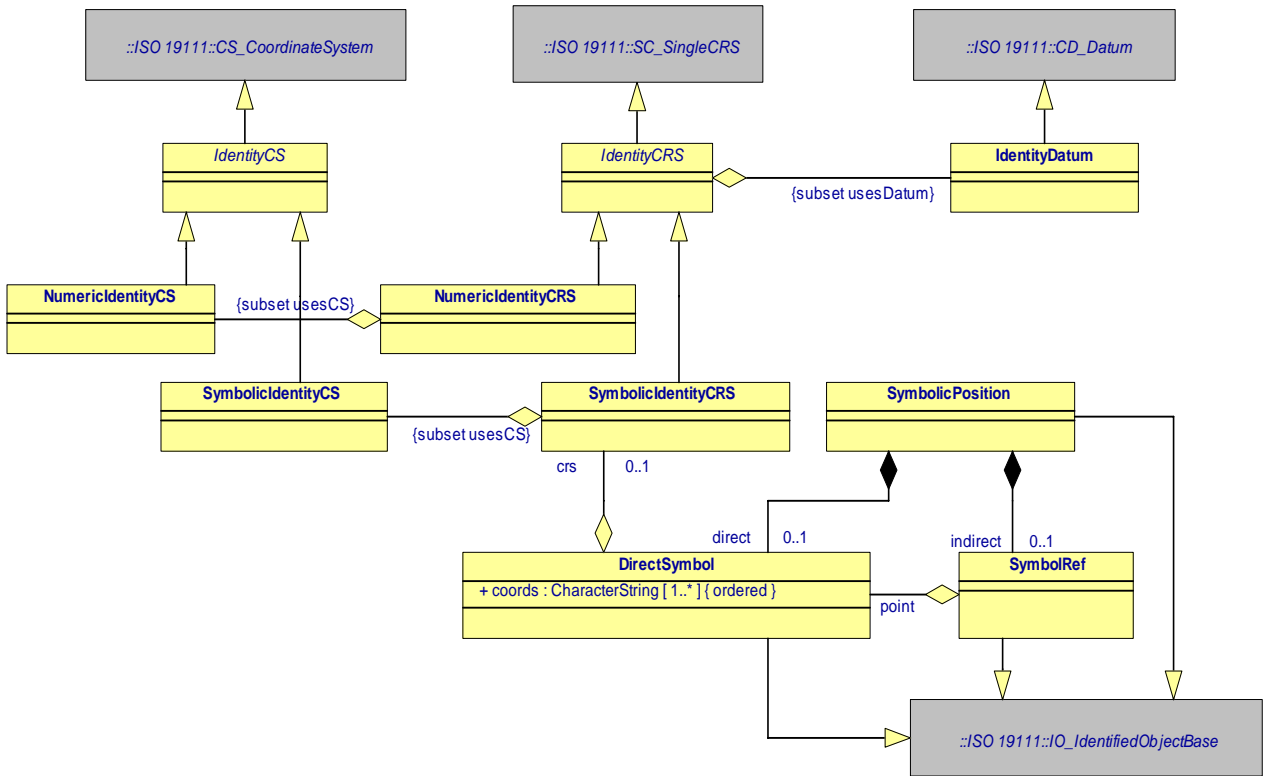 ::ISO 19111::CS_CoordinateSystem
::ISO 19111::SC_SingleCRS
::ISO 19111::CD_Datum
IdentityCS
IdentityCRS
IdentityDatum
{subset usesDatum}
NumericIdentityCS
{subset usesCS}
NumericIdentityCRS
SymbolicIdentityCS
SymbolicIdentityCRS
SymbolicPosition
{subset usesCS}
crs 0..1
direct 0..1
indirect 0..1
DirectSymbol
SymbolRef
+ coords : CharacterString [ 1..* ] { ordered }
point
::ISO 19111::IO_IdentifiedObjectBase